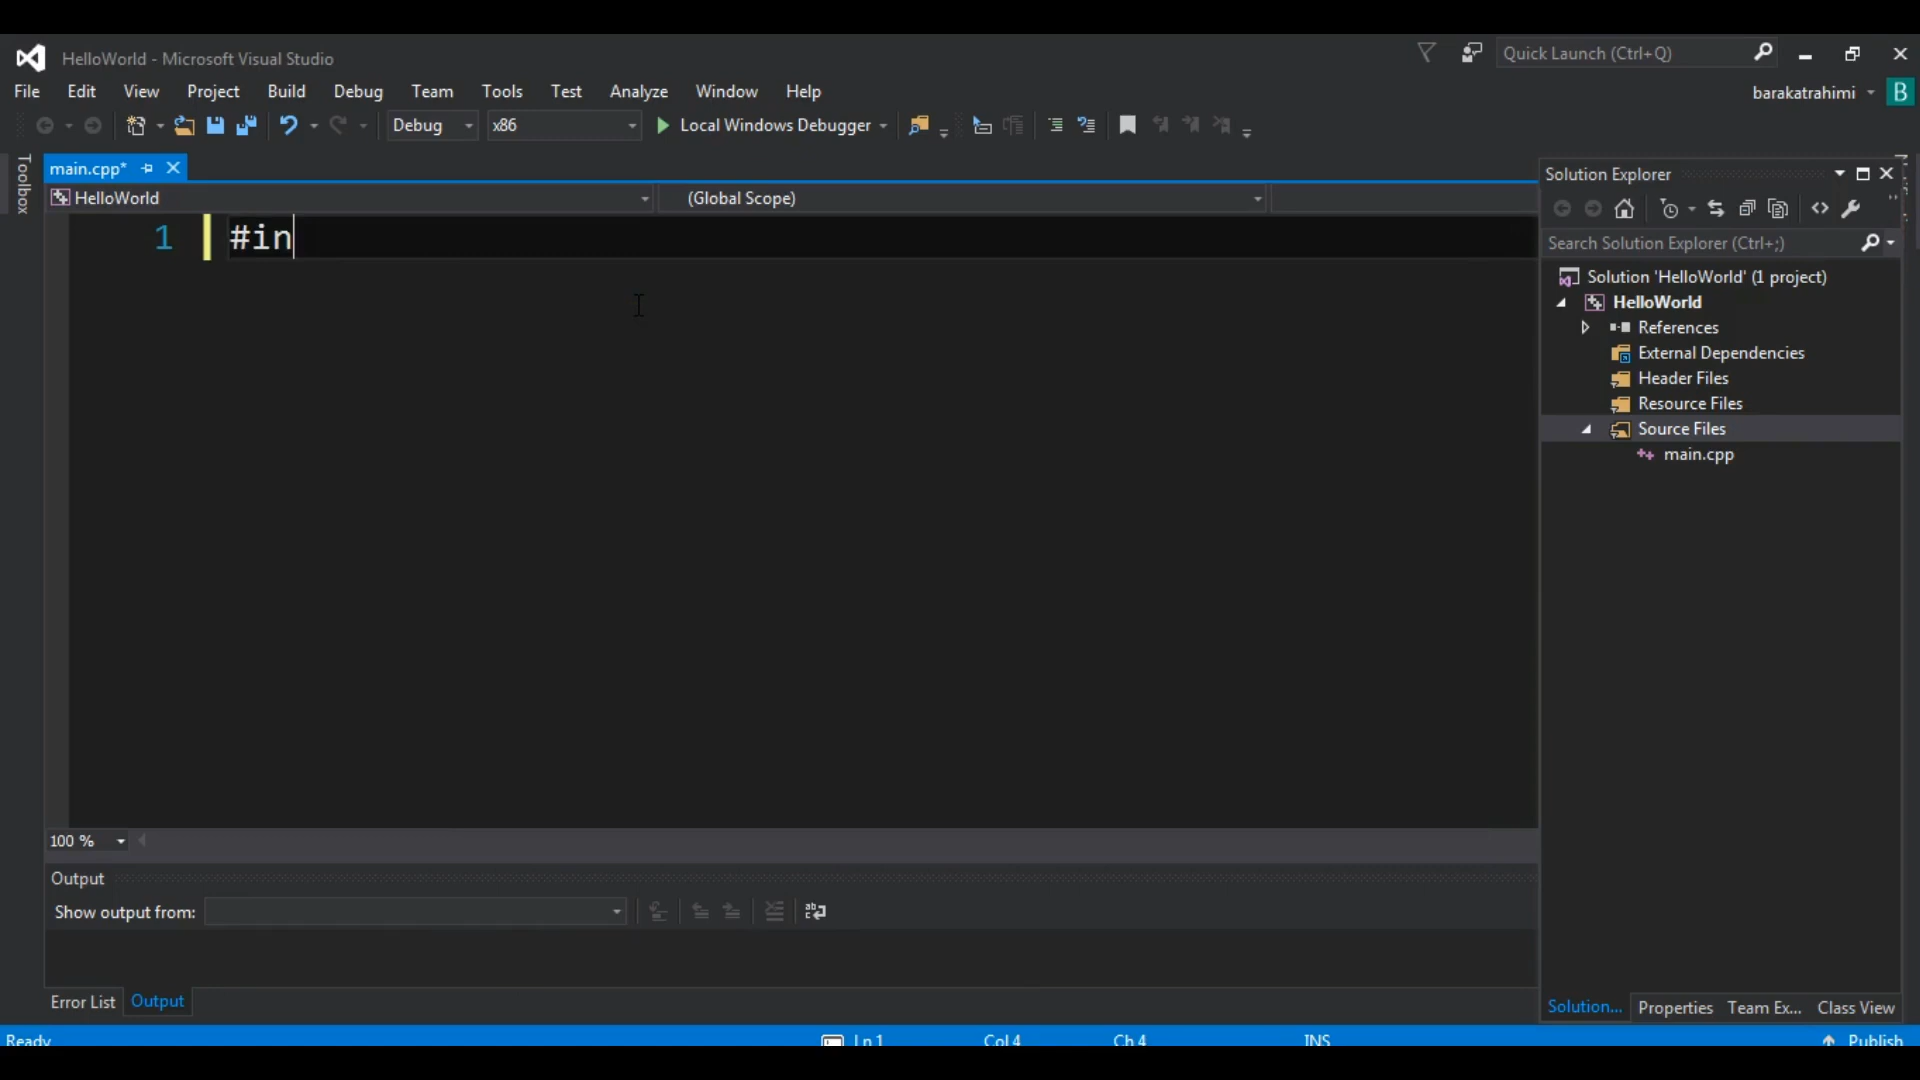 HelloWorld - Microsoft Visual Studio
Quick Launch (Ctrl+Q)
File Edit View Project Build Debug Team Tools Test Analyze Window Help
barakatrahimi B
Debug x86 Local Windows Debugger
Toolbox
main.cpp*
HelloWorld (Global Scope)
1 #in
Solution Explorer
Search Solution Explorer (Ctrl+;)
Solution 'HelloWorld' (1 project)
HelloWorld
References
External Dependencies
Header Files
Resource Files
Source Files
main.cpp
100 %
Output
Show output from:
Error List Output
Solution... Properties Team Ex... Class View
Ready Ln 1 Col 4 Ch 4 INS Publish